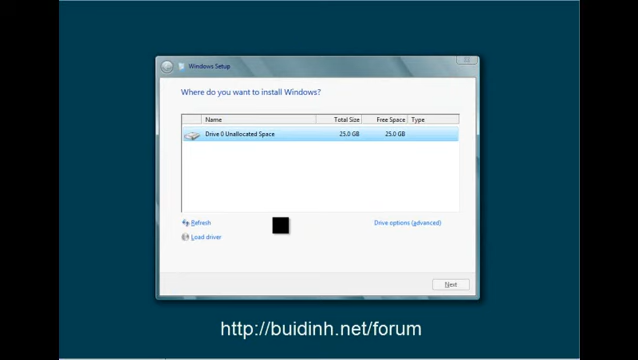 Windows Setup
Where do you want to install Windows?
Name Total Size Free Space Type
Drive 0 Unallocated Space 25.0 GB 25.0 GB
Refresh Drive options (advanced)
Load driver
Next
http://buidinh.net/forum